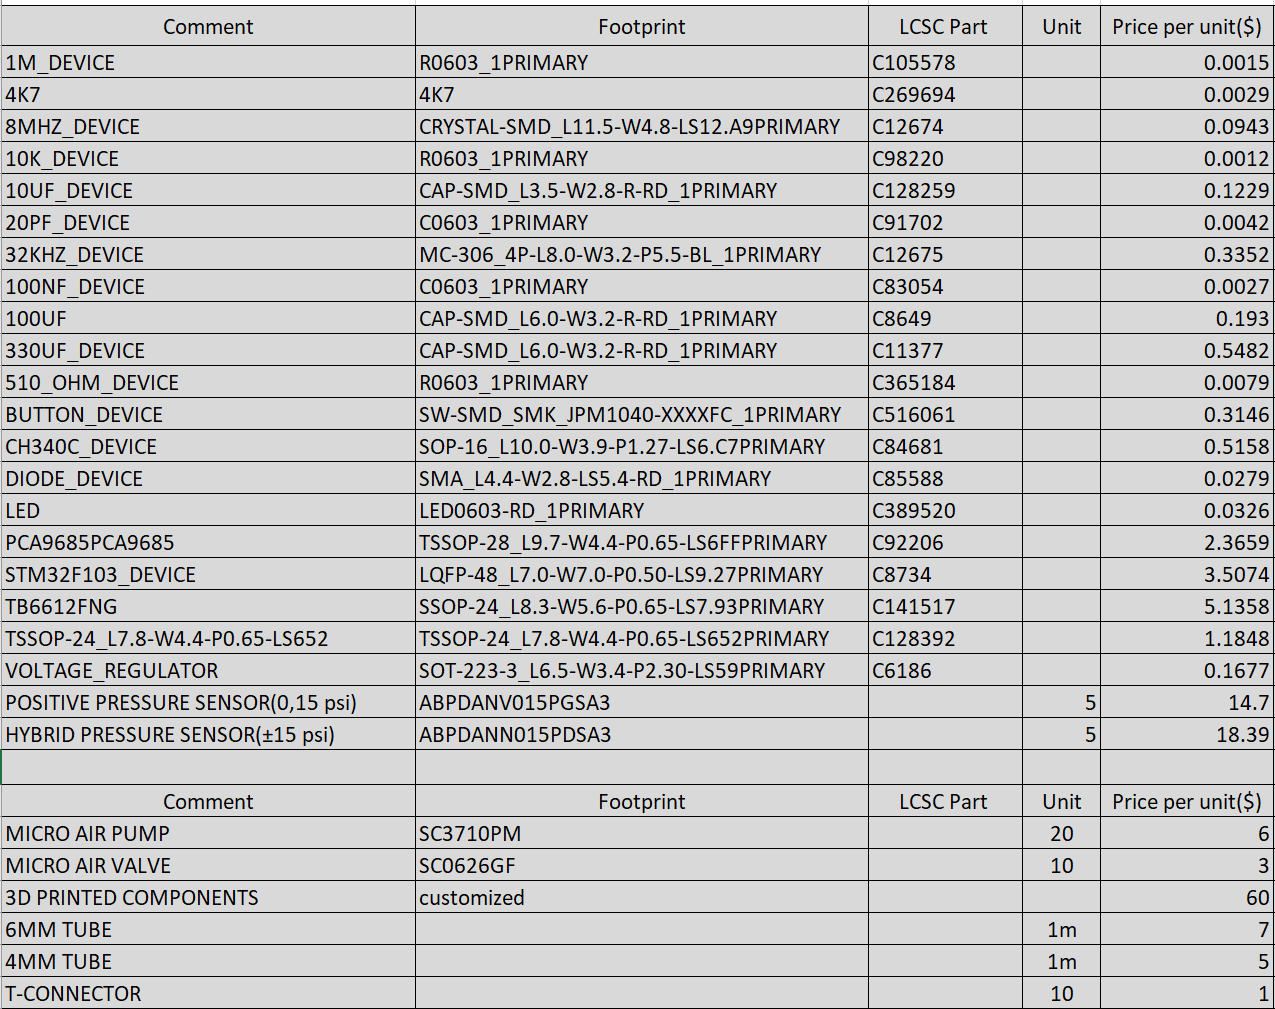 Comment Footprint LCSC Part Unit Price per unit($)
1M_DEVICE R0603_1PRIMARY C105578 0.0015
4K7 4K7 C269694 0.0029
8MHZ_DEVICE CRYSTAL-SMD_L11.5-W4.8-LS12.A9PRIMARY C12674 0.0943
10K_DEVICE R0603_1PRIMARY C98220 0.0012
10UF_DEVICE CAP-SMD_L3.5-W2.8-R-RD_1PRIMARY C128259 0.1229
20PF_DEVICE C0603_1PRIMARY C91702 0.0042
32KHZ_DEVICE MC-306_4P-L8.0-W3.2-P5.5-BL_1PRIMARY C12675 0.3352
100NF_DEVICE C0603_1PRIMARY C83054 0.0027
100UF CAP-SMD_L6.0-W3.2-R-RD_1PRIMARY C8649 0.193
330UF_DEVICE CAP-SMD_L6.0-W3.2-R-RD_1PRIMARY C11377 0.5482
510_OHM_DEVICE R0603_1PRIMARY C365184 0.0079
BUTTON_DEVICE SW-SMD_SMK_JPM1040-XXXXFC_1PRIMARY C516061 0.3146
CH340C_DEVICE SOP-16_L10.0-W3.9-P1.27-LS6.C7PRIMARY C84681 0.5158
DIODE_DEVICE SMA_L4.4-W2.8-LS5.4-RD_1PRIMARY C85588 0.0279
LED LED0603-RD_1PRIMARY C389520 0.0326
PCA9685PCA9685 TSSOP-28_L9.7-W4.4-P0.65-LS6FFPRIMARY C92206 2.3659
STM32F103_DEVICE LQFP-48_L7.0-W7.0-P0.50-LS9.27PRIMARY C8734 3.5074
TB6612FNG SSOP-24_L8.3-W5.6-P0.65-LS7.93PRIMARY C141517 5.1358
TSSOP-24_L7.8-W4.4-P0.65-LS652 TSSOP-24_L7.8-W4.4-P0.65-LS652PRIMARY C128392 1.1848
VOLTAGE_REGULATOR SOT-223-3_L6.5-W3.4-P2.30-LS59PRIMARY C6186 0.1677
POSITIVE PRESSURE SENSOR(0,15 psi) ABPDANV015PGSA3 5 14.7
HYBRID PRESSURE SENSOR(±15 psi) ABPDANN015PDSA3 5 18.39
Comment Footprint LCSC Part Unit Price per unit($)
MICRO AIR PUMP SC3710PM 20 6
MICRO AIR VALVE SC0626GF 10 3
3D PRINTED COMPONENTS customized 60
6MM TUBE 1m 7
4MM TUBE 1m 5
T-CONNECTOR 10 1